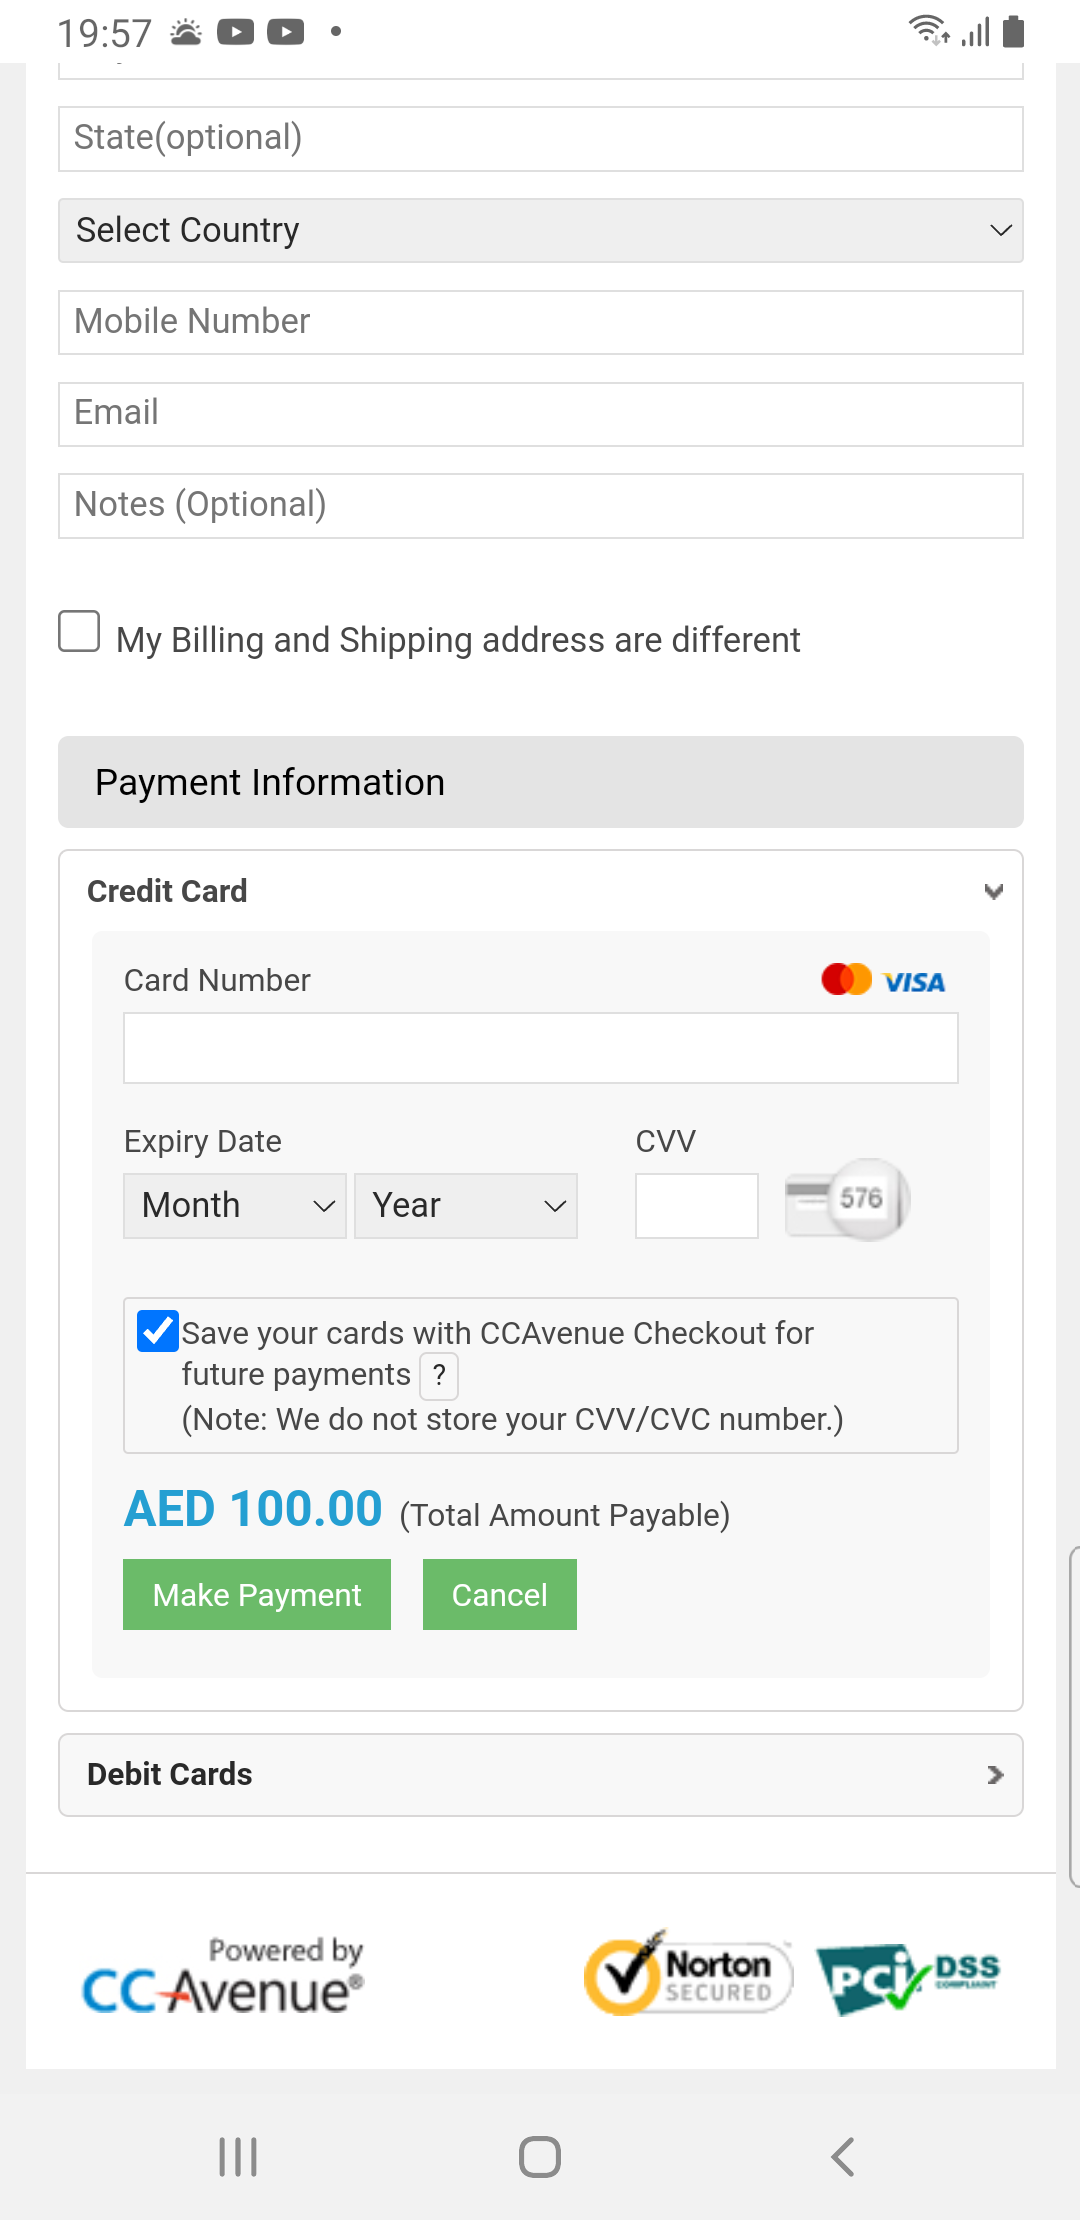 19:57
State(optional)
Select Country
Mobile Number
Email
Notes (Optional)
My Billing and Shipping address are different
Payment Information
Credit Card
Card Number
VISA
Expiry Date CVV
Month Year 576
Save your cards with CCAvenue Checkout for
future payments ?
(Note: We do not store your CVV/CVC number.)
AED 100.00 (Total Amount Payable)
Make Payment Cancel
Debit Cards
Powered by
CCAvenue®
Norton
SECURED
PCI DSS
COMPLIANT